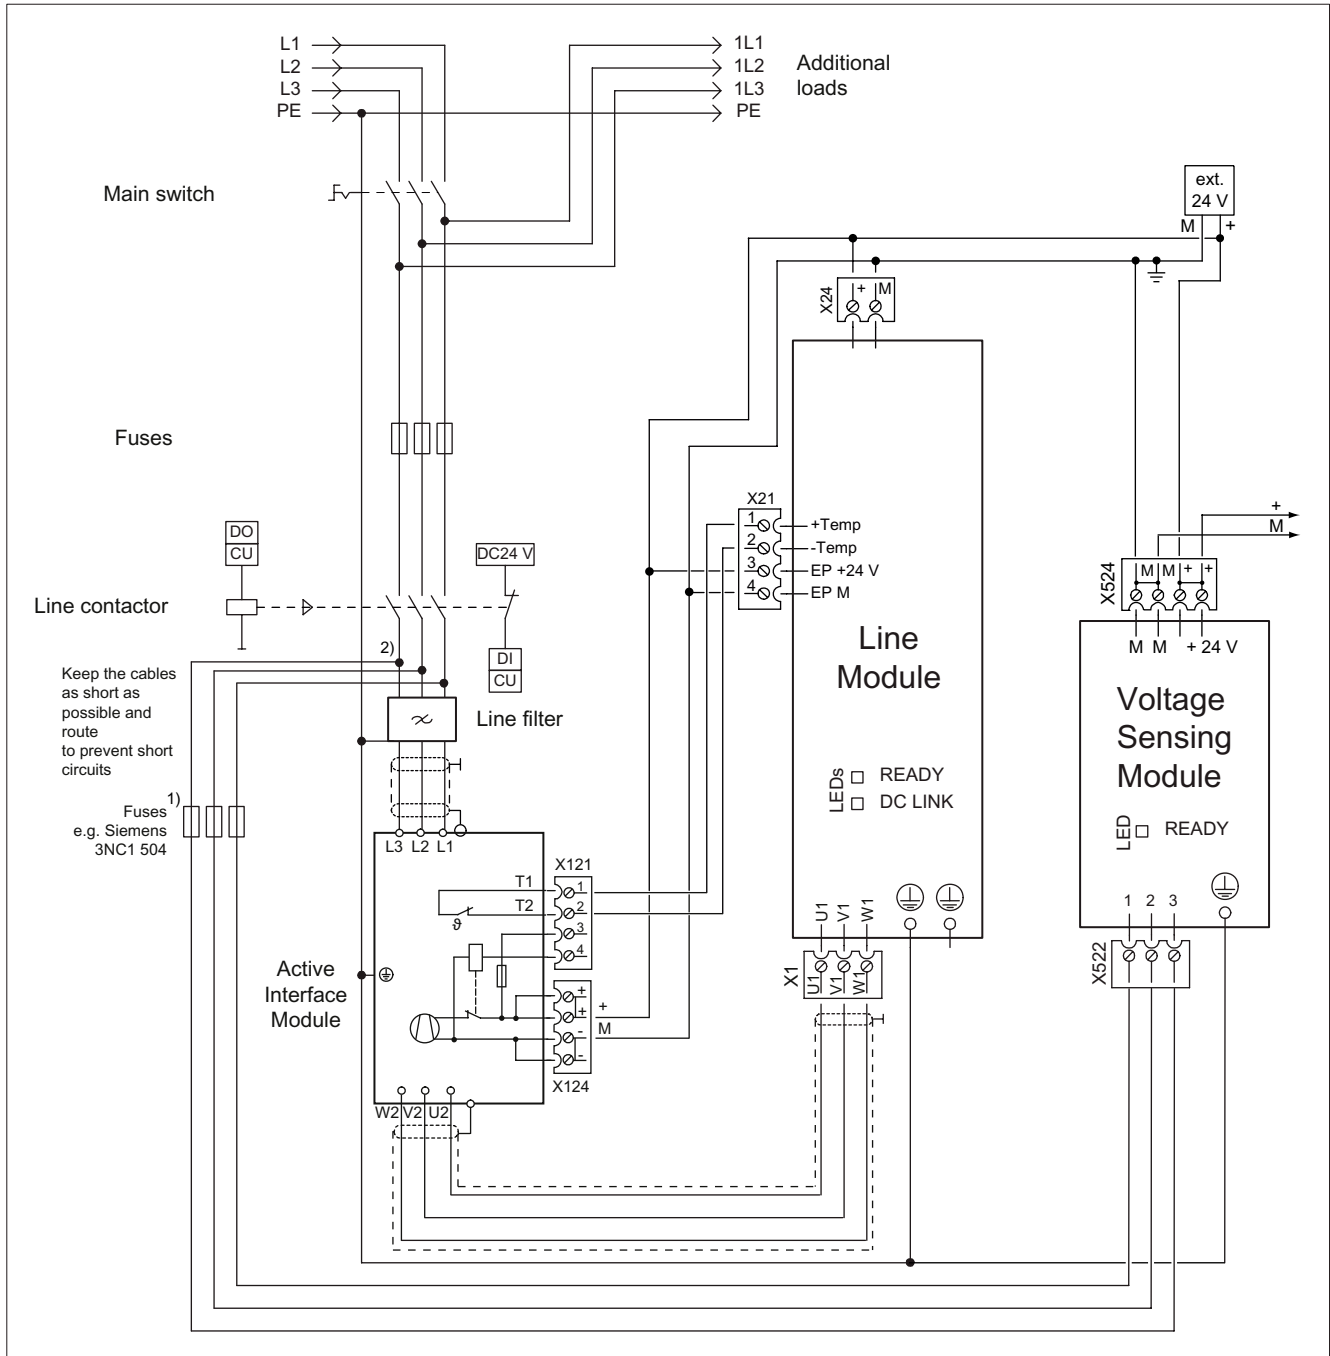 L1
1L1
L2
1L2
Additional
loads
L3
1L3
PE
PE
Main switch
ext.
24 V
M
+
X24
+
M
Fuses
X21
1
+Temp
2
-Temp
3
EP +24 V
4
EP M
DO
CU
DC24 V
Line contactor
2)
DI
CU
Keep the cables
as short as
possible and
route
to prevent short
circuits
Line filter
Line
Module
+
M
X524
M
M
+
+
M
M
+ 24 V
Voltage
Sensing
Module
LEDs
READY
DC LINK
LED
READY
1)
Fuses
e.g. Siemens
3NC1 504
L3
L2
L1
X121
T1
1
T2
2
ϑ
3
4
Active
Interface
Module
+
+
+
-
M
-
X124
W2
V2
U2
U1
V1
W1
X1
U1
V1
W1
1
2
3
X522